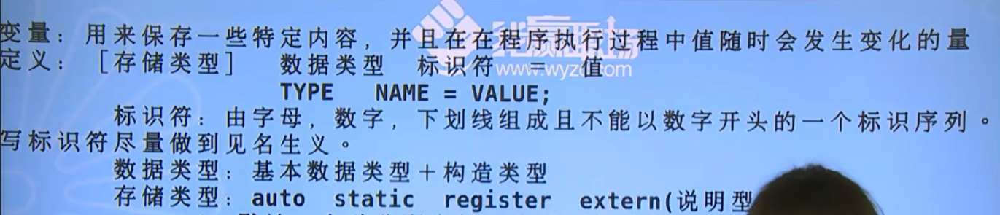 变量：用来保存一些特定内容，并且在在程序执行过程中值随时会发生变化的量
定义：［存储类型］ 数据类型 标识符 = 值
www.wyzc.com
TYPE NAME = VALUE;
标识符：由字母，数字，下划线组成且不能以数字开头的一个标识序列。
写标识符尽量做到见名生义。
数据类型：基本数据类型＋构造类型
存储类型：auto static register extern(说明型